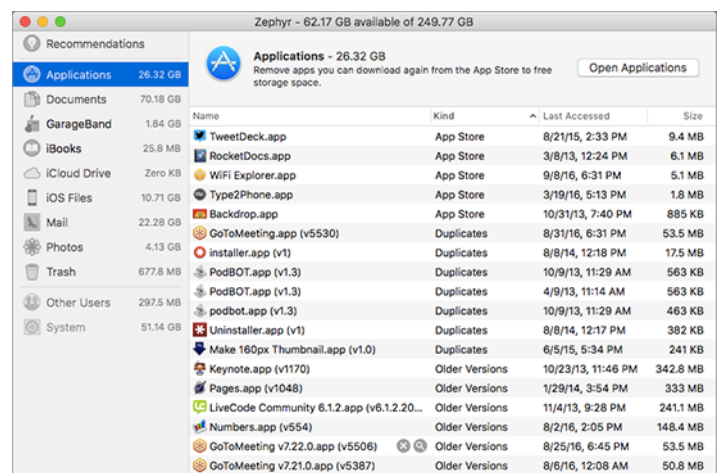 Zephyr - 62.17 GB available of 249.77 GB
Recommendations
Applications 26.32 GB
Documents 70.18 GB
GarageBand 1.84 GB
iBooks 25.8 MB
iCloud Drive Zero KB
iOS Files 10.71 GB
Mail 22.28 GB
Photos 4.13 GB
Trash 677.8 MB
Other Users 297.5 MB
System 51.14 GB
Applications - 26.32 GB
Remove apps you can download again from the App Store to free
storage space.
Open Applications
Name Kind Last Accessed Size
TweetDeck.app App Store 8/21/15, 2:33 PM 9.4 MB
RocketDocs.app App Store 3/8/13, 12:24 PM 6.1 MB
WiFi Explorer.app App Store 9/8/16, 6:31 PM 5.1 MB
Type2Phone.app App Store 3/19/16, 5:13 PM 1.8 MB
Backdrop.app App Store 10/31/13, 7:40 PM 885 KB
GoToMeeting.app (v5530) Duplicates 8/31/16, 6:31 PM 53.5 MB
installer.app (v1) Duplicates 8/8/14, 12:18 PM 17.5 MB
PodBOT.app (v1.3) Duplicates 10/9/13, 11:29 AM 563 KB
PodBOT.app (v1.3) Duplicates 4/9/13, 11:14 AM 563 KB
podbot.app (v1.3) Duplicates 10/9/13, 11:29 AM 463 KB
Uninstaller.app (v1) Duplicates 8/8/14, 12:17 PM 382 KB
Make 160px Thumbnail.app (v1.0) Duplicates 6/5/15, 5:34 PM 241 KB
Keynote.app (v1170) Older Versions 10/23/13, 11:46 PM 342.8 MB
Pages.app (v1048) Older Versions 1/29/14, 3:54 PM 333 MB
LiveCode Community 6.1.2.app (v6.1.2.20... Older Versions 11/4/13, 9:28 PM 241.1 MB
Numbers.app (v554) Older Versions 8/2/16, 2:05 PM 148.4 MB
GoToMeeting v7.22.0.app (v5506) Older Versions 8/25/16, 6:45 PM 53.5 MB
GoToMeeting v7.21.0.app (v5387) Older Versions 8/6/16, 12:08 AM 50.8 MB